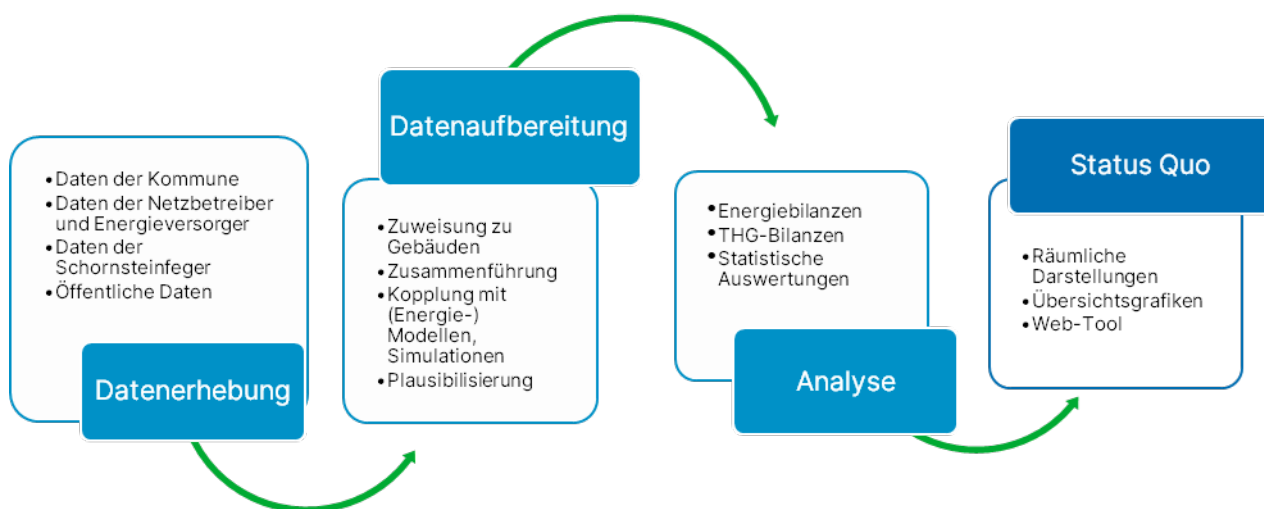 • Daten der Kommune
• Daten der Netzbetreiber
und Energieversorger
• Daten der
Schornsteinfeger
• Öffentliche Daten
Datenerhebung
Datenaufbereitung
• Zuweisung zu
Gebäuden
• Zusammenführung
• Kopplung mit
(Energie-)
Modellen,
Simulationen
• Plausibilisierung
• Energiebilanzen
• THG-Bilanzen
• Statistische
Auswertungen
Analyse
Status Quo
• Räumliche
Darstellungen
• Übersichtsgrafiken
• Web-Tool